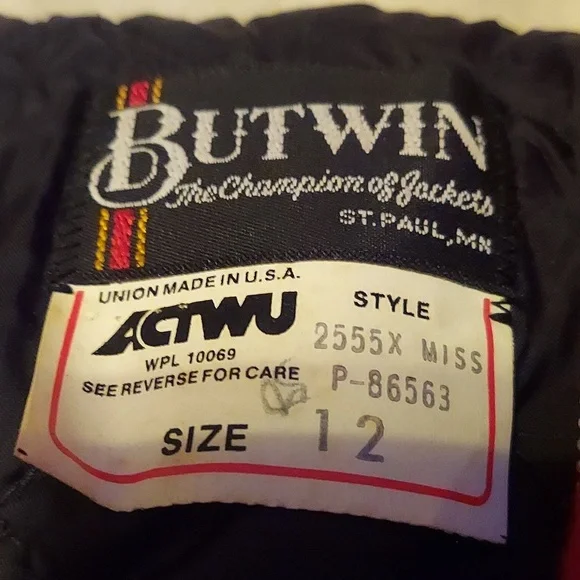 BUTWIN
The Champion of Jackets
ST. PAUL, MN
UNION MADE IN U.S.A.
ACTWU
WPL 10069
SEE REVERSE FOR CARE
STYLE
2555X MISS
P-86563
SIZE 12